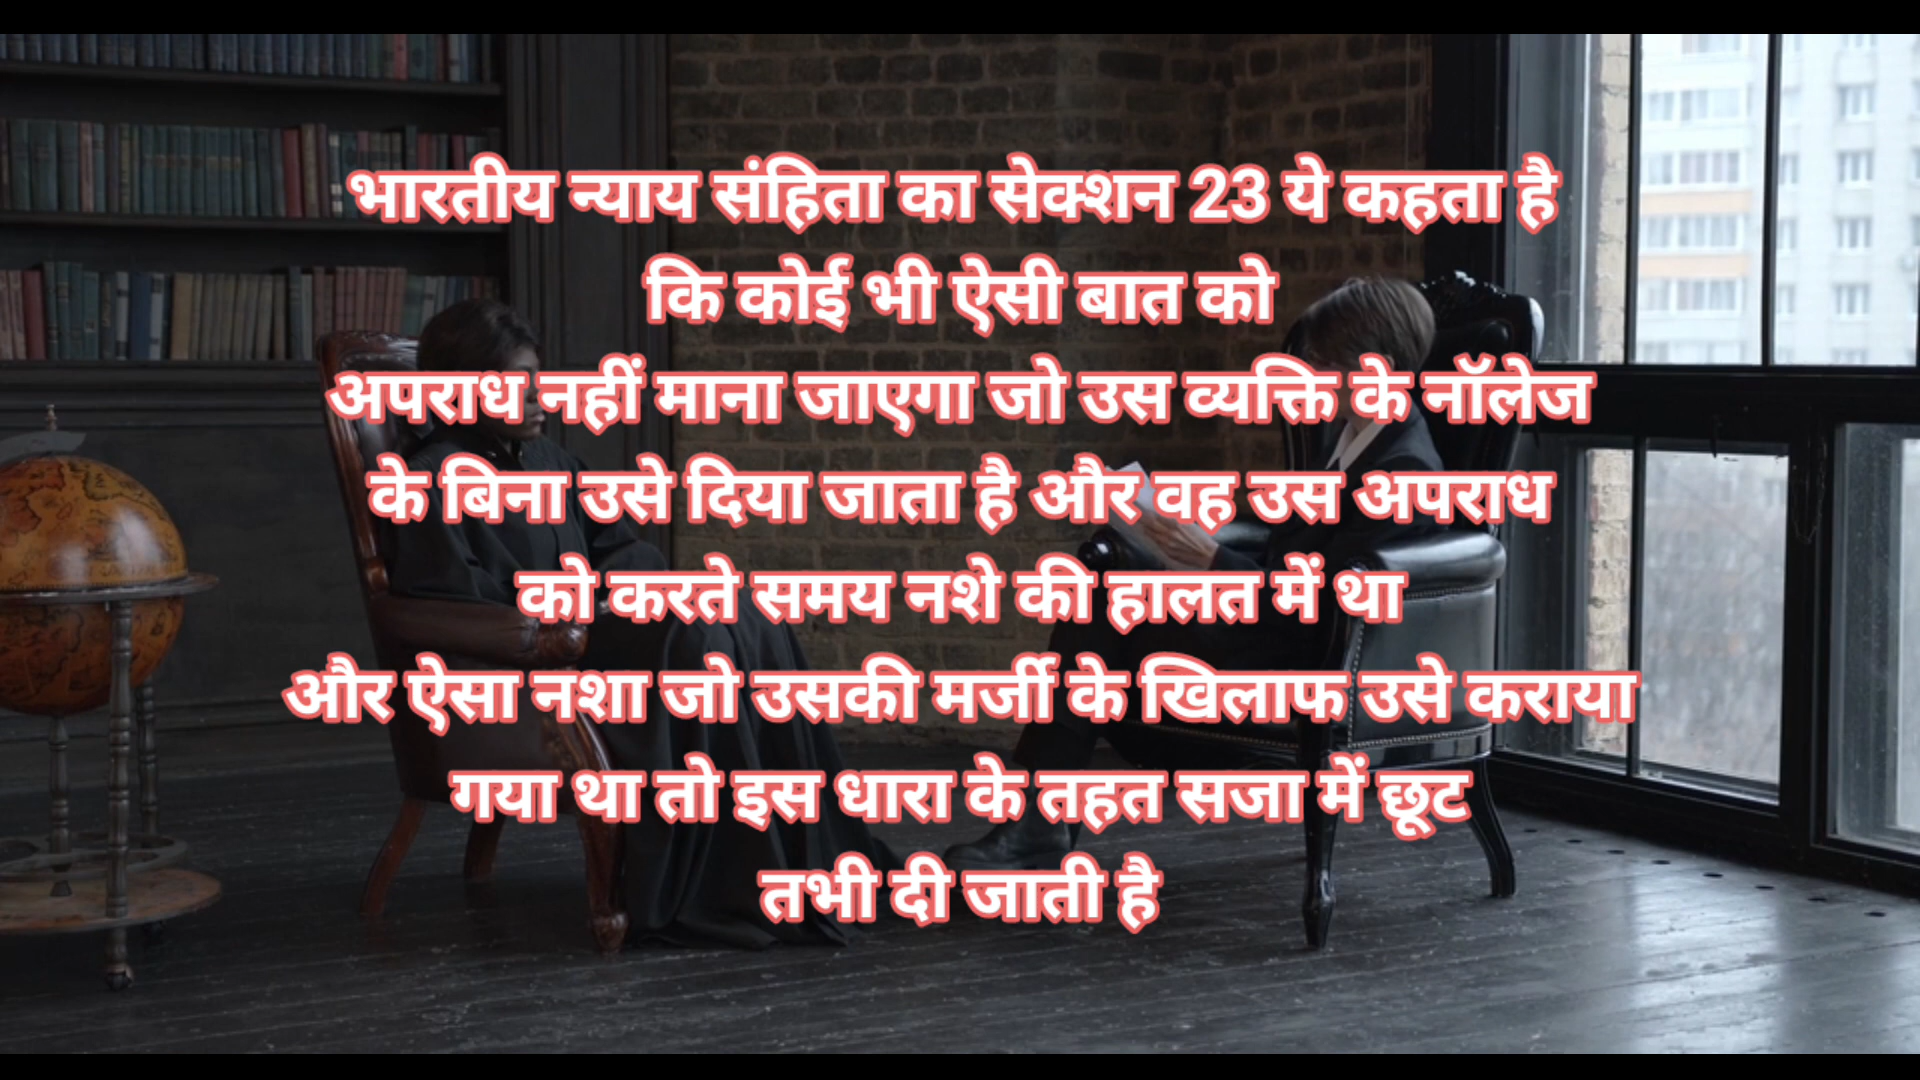 भारतीय न्याय संहिता का सेक्शन 23 ये कहता है
कि कोई भी ऐसी बात को
अपराध नहीं माना जाएगा जो उस व्यक्ति के नॉलेज
के बिना उसे दिया जाता है और वह उस अपराध
को करते समय नशे की हालत में था
और ऐसा नशा जो उसकी मर्जी के खिलाफ उसे कराया
गया था तो इस धारा के तहत सजा में छूट
तभी दी जाती है